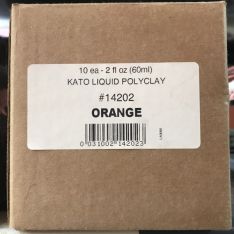 10 ea - 2 fl oz (60ml)
KATO LIQUID POLYCLAY
#14202
ORANGE
0 031002 142023